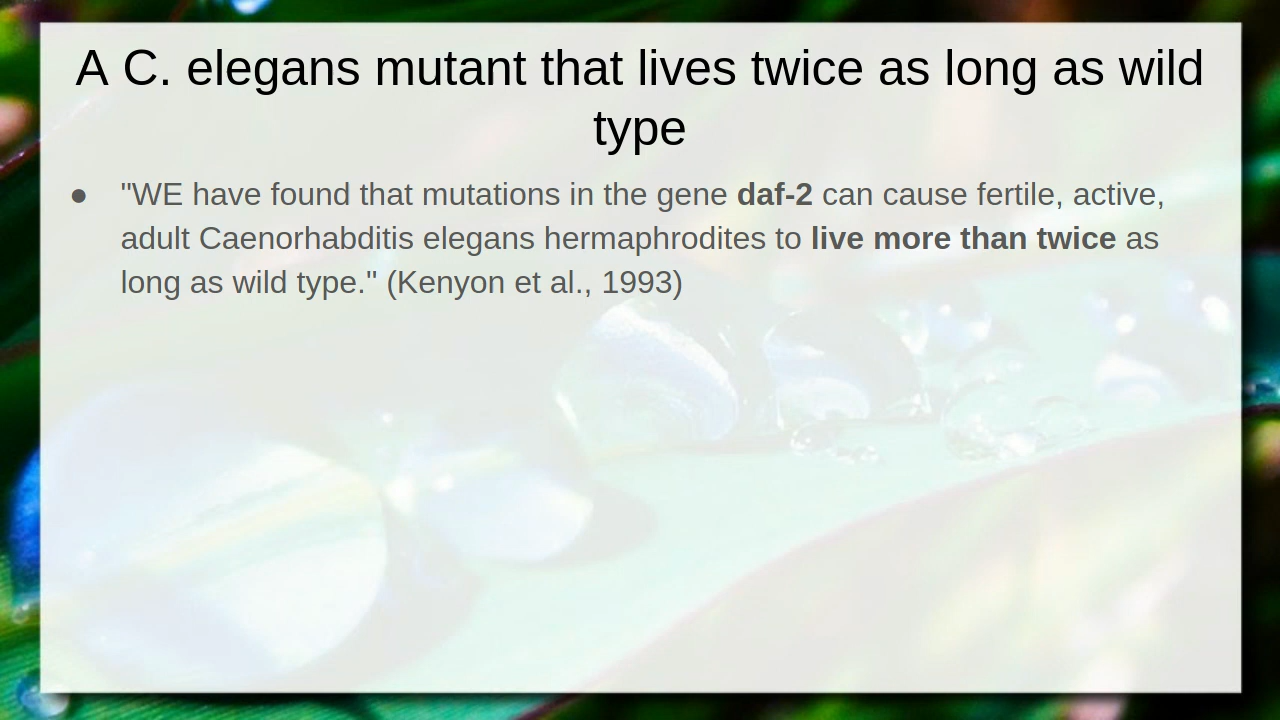 A C. elegans mutant that lives twice as long as wild
type
● "WE have found that mutations in the gene daf-2 can cause fertile, active,
adult Caenorhabditis elegans hermaphrodites to live more than twice as
long as wild type." (Kenyon et al., 1993)